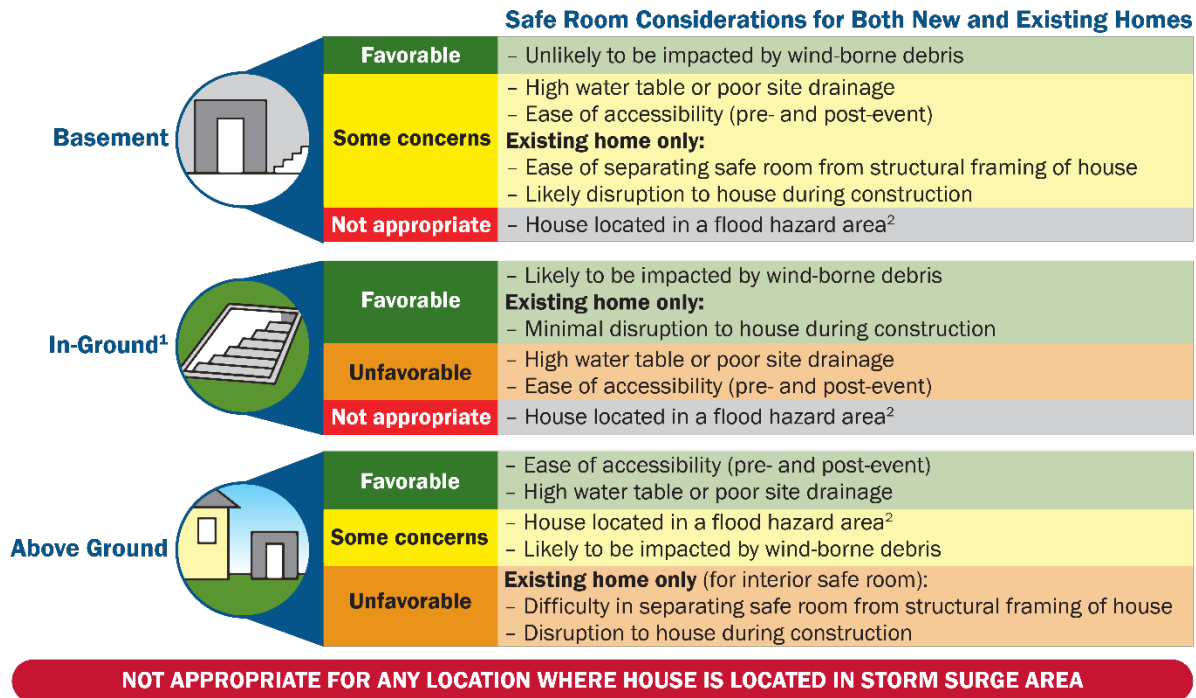 Safe Room Considerations for Both New and Existing Homes
Basement
Favorable
– Unlikely to be impacted by wind-borne debris
Some concerns
– High water table or poor site drainage
– Ease of accessibility (pre- and post-event)
Existing home only:
– Ease of separating safe room from structural framing of house
– Likely disruption to house during construction
Not appropriate
– House located in a flood hazard area²
In-Ground¹
Favorable
– Likely to be impacted by wind-borne debris
Existing home only:
– Minimal disruption to house during construction
Unfavorable
– High water table or poor site drainage
– Ease of accessibility (pre- and post-event)
Not appropriate
– House located in a flood hazard area²
Above Ground
Favorable
– Ease of accessibility (pre- and post-event)
– High water table or poor site drainage
Some concerns
– House located in a flood hazard area²
– Likely to be impacted by wind-borne debris
Unfavorable
Existing home only (for interior safe room):
– Difficulty in separating safe room from structural framing of house
– Disruption to house during construction
NOT APPROPRIATE FOR ANY LOCATION WHERE HOUSE IS LOCATED IN STORM SURGE AREA